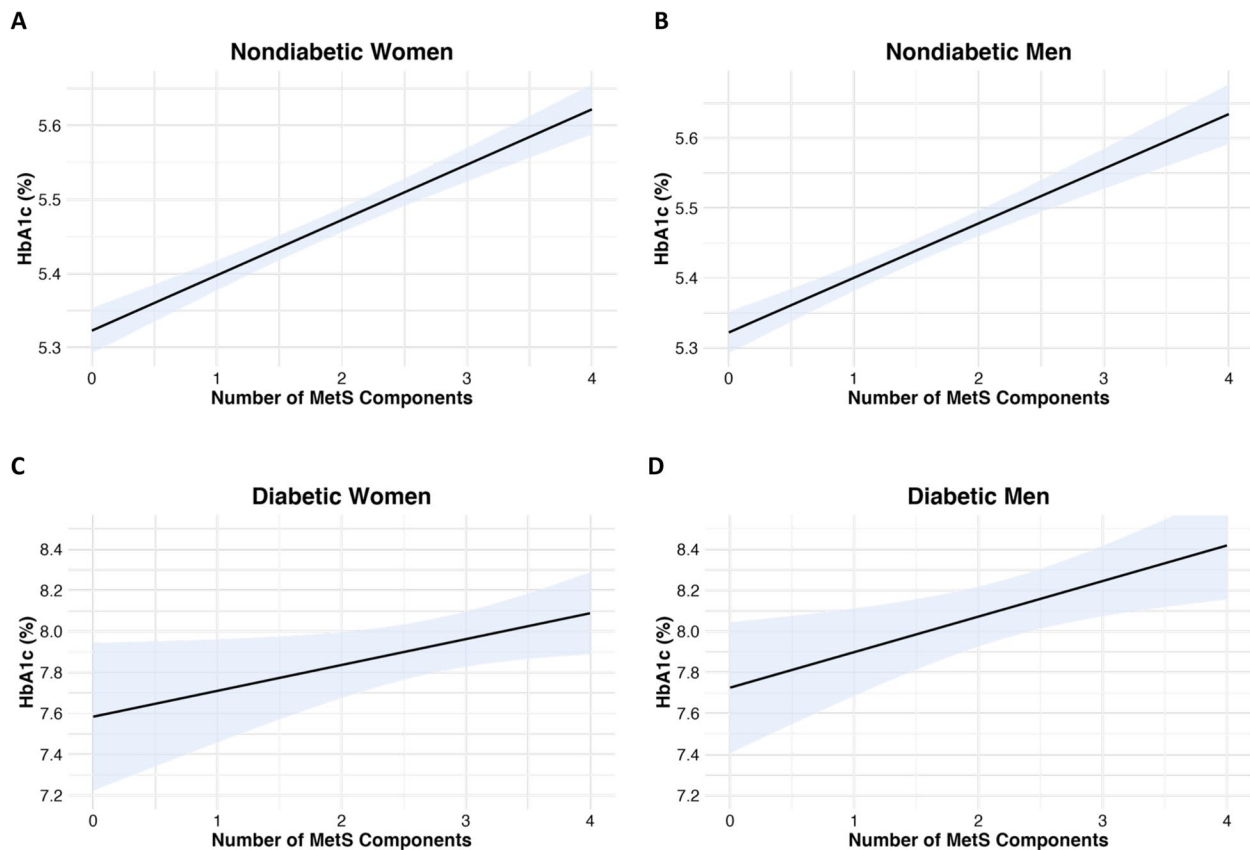 A
Nondiabetic Women
HbA1c (%)
5.6
5.5
5.4
5.3
0 1 2 3 4
Number of MetS Components
B
Nondiabetic Men
HbA1c (%)
5.6
5.5
5.4
5.3
0 1 2 3 4
Number of MetS Components
C
Diabetic Women
HbA1c (%)
8.4
8.2
8.0
7.8
7.6
7.4
7.2
0 1 2 3 4
Number of MetS Components
D
Diabetic Men
HbA1c (%)
8.4
8.2
8.0
7.8
7.6
7.4
7.2
0 1 2 3 4
Number of MetS Components